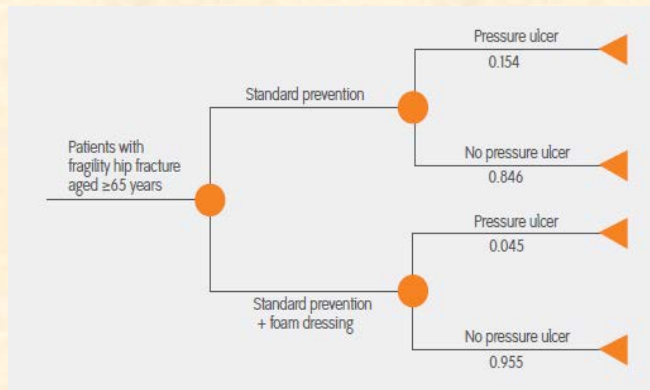 Pressure ulcer
0.154
Standard prevention
No pressure ulcer
0.846
Patients with
fragility hip fracture
aged ≥65 years
Pressure ulcer
0.045
Standard prevention
+ foam dressing
No pressure ulcer
0.955